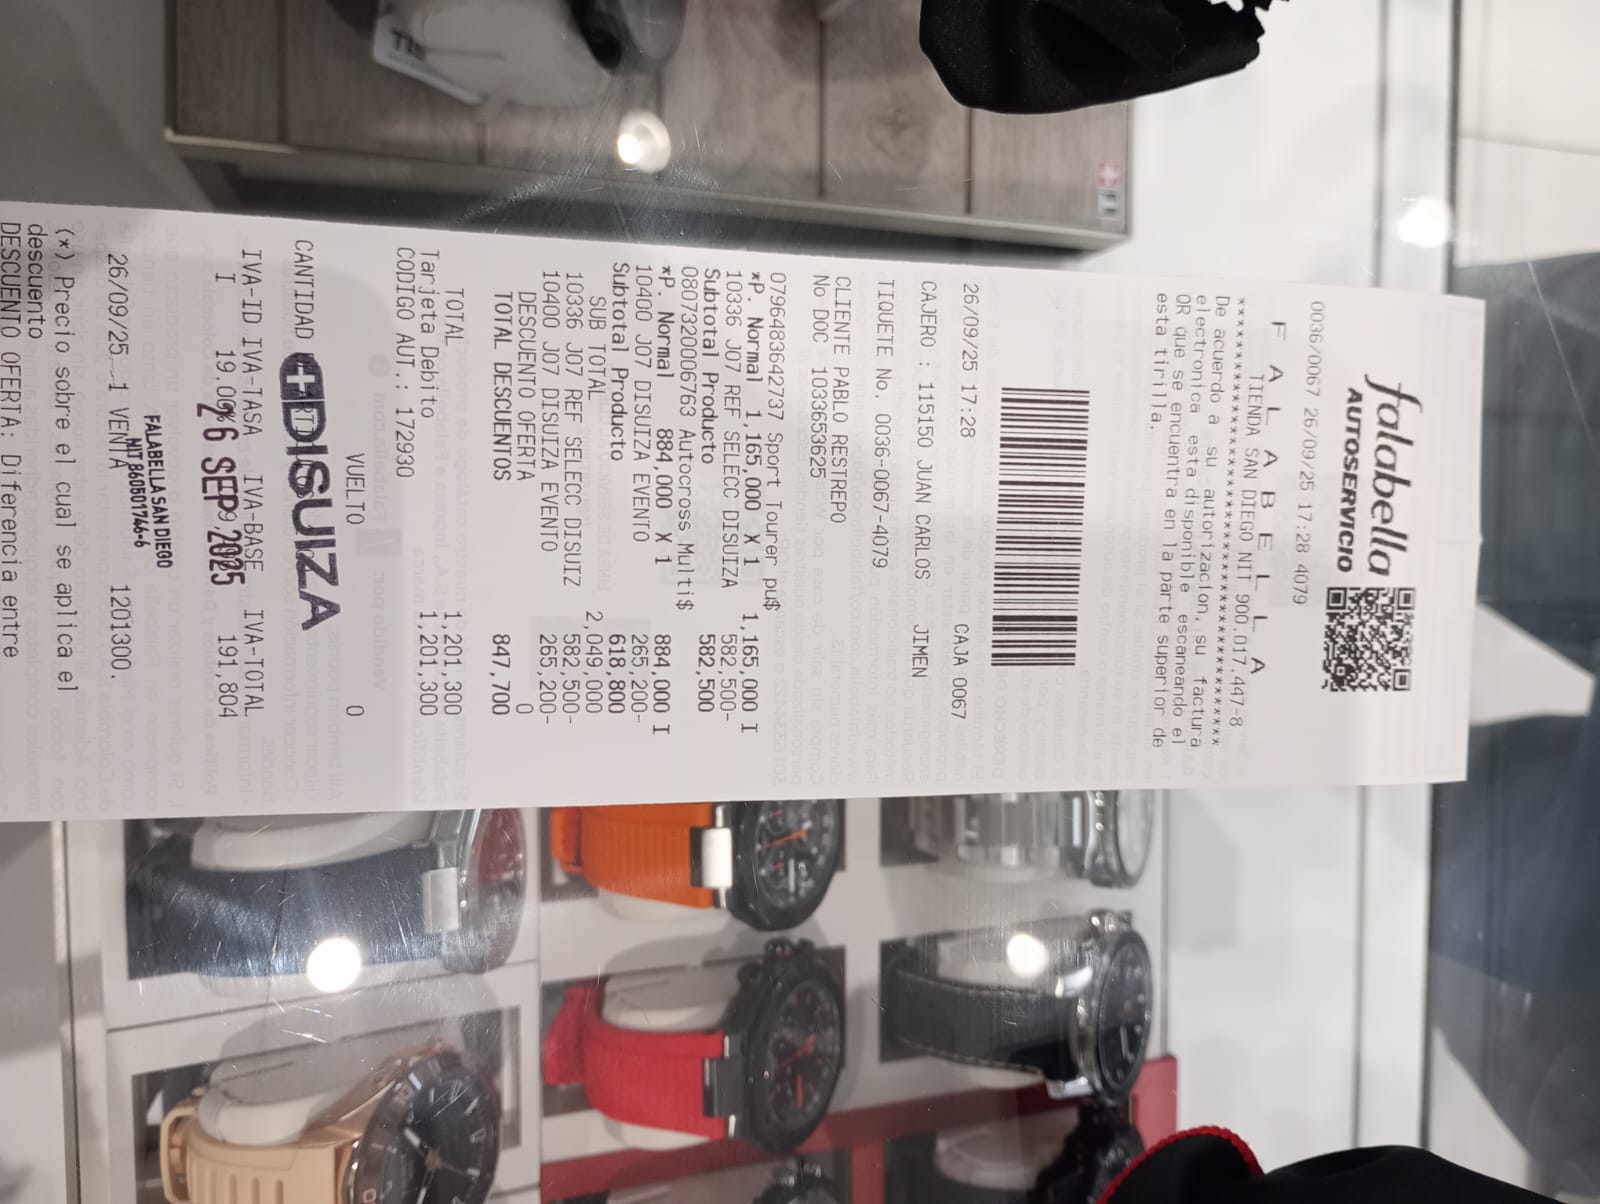 falabella
AUTOSERVICIO
0036/0067 26/09/25 17:28 4079
F A L A B E L L A
TIENDA SAN DIEGO NIT 900.017.447-8
De acuerdo a su autorizacion, su factura
electronica esta disponible escaneando el
QR que se encuentra en la parte superior de
esta tirilla.
26/09/25 17:28 CAJA 0067
CAJERO : 115150 JUAN CARLOS JIMEN
TIQUETE No. 0036-0067-4079
CLIENTE PABLO RESTREPO
No DOC 1033653625
0796483642737 Sport Tourer pu$
*P. Normal 1,165,000 X 1 1,165,000 I
10336 J07 REF SELECC DISUIZA 582,500-
Subtotal Producto 582,500
0807320006763 Autocross Multi$
*P. Normal 884,000 X 1 884,000 I
10400 J07 DISUIZA EVENTO 265,200-
Subtotal Producto 618,800
SUB TOTAL 2,049,000
10336 J07 REF SELECC DISUIZ 582,500-
10400 J07 DISUIZA EVENTO 265,200-
DESCUENTO OFERTA 0
TOTAL DESCUENTOS 847,700
TOTAL 1,201,300
Tarjeta Debito 1,201,300
CODIGO AUT.: 172930
VUELTO 0
CANTIDAD
DISUIZA
IVA-ID IVA-TASA IVA-BASE IVA-TOTAL
I 19.00% 191,804
26 SEP 2025
FALABELLA SAN DIEGO
NIT 860501746-6
26/09/25 1 VENTA 1201300.
(*) Precio sobre el cual se aplica el
descuento
DESCUENTO OFERTA: Diferencia entre